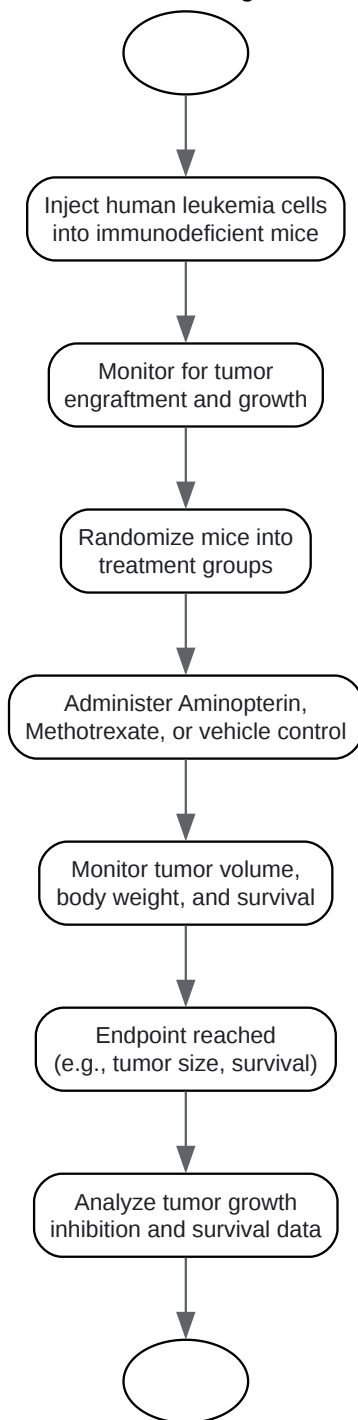 Inject human leukemia cells
into immunodeficient mice
Monitor for tumor
engraftment and growth
Randomize mice into
treatment groups
Administer Aminopterin,
Methotrexate, or vehicle control
Monitor tumor volume,
body weight, and survival
Endpoint reached
(e.g., tumor size, survival)
Analyze tumor growth
inhibition and survival data